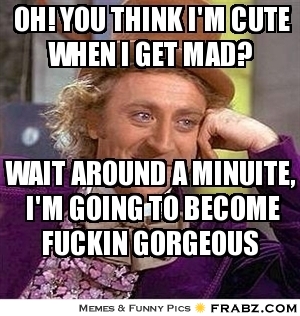 OH! YOU THINK I'M CUTE
WHEN I GET MAD?
WAIT AROUND A MINUITE,
I'M GOING TO BECOME
FUCKIN GORGEOUS
MEMES & FUNNY PICS FRABZ.COM